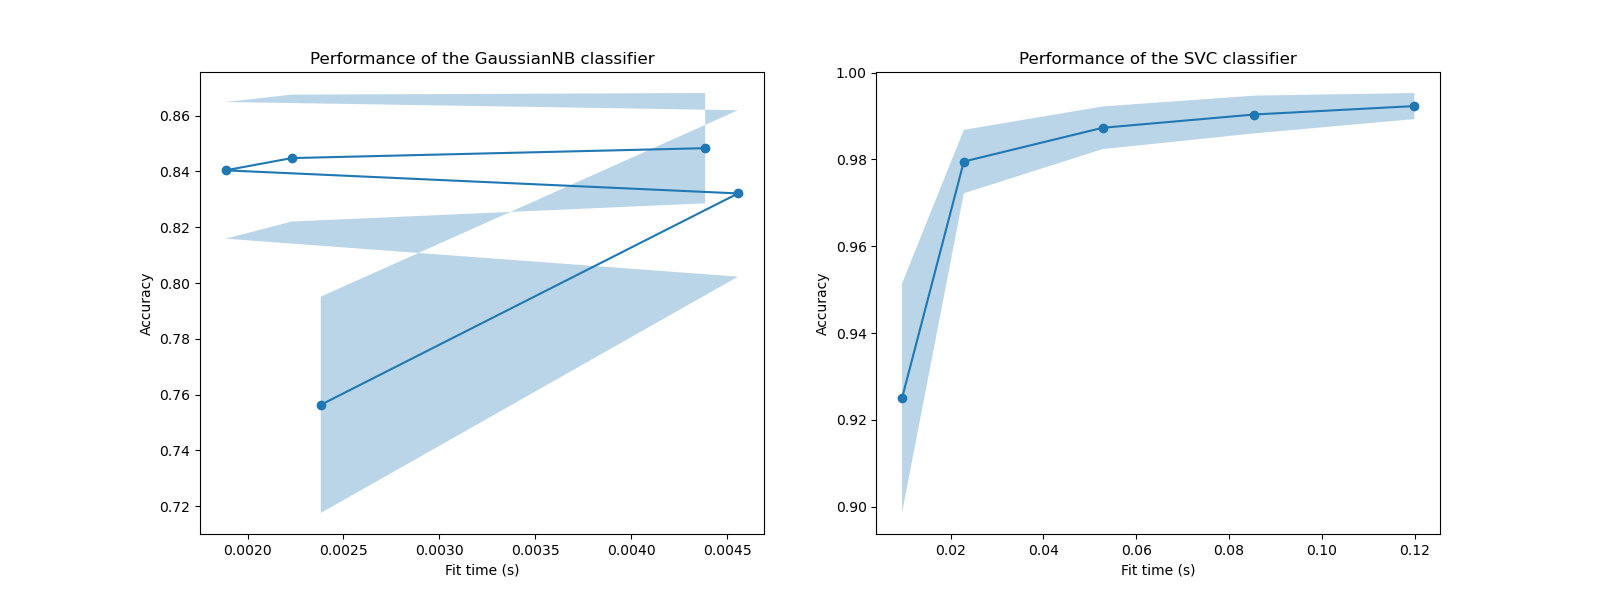 Performance of the GaussianNB classifier
Accuracy
0.86
0.84
0.82
0.80
0.78
0.76
0.74
0.72
0.0020 0.0025 0.0030 0.0035 0.0040 0.0045
Fit time (s)
Performance of the SVC classifier
Accuracy
1.00
0.98
0.96
0.94
0.92
0.90
0.02 0.04 0.06 0.08 0.10 0.12
Fit time (s)